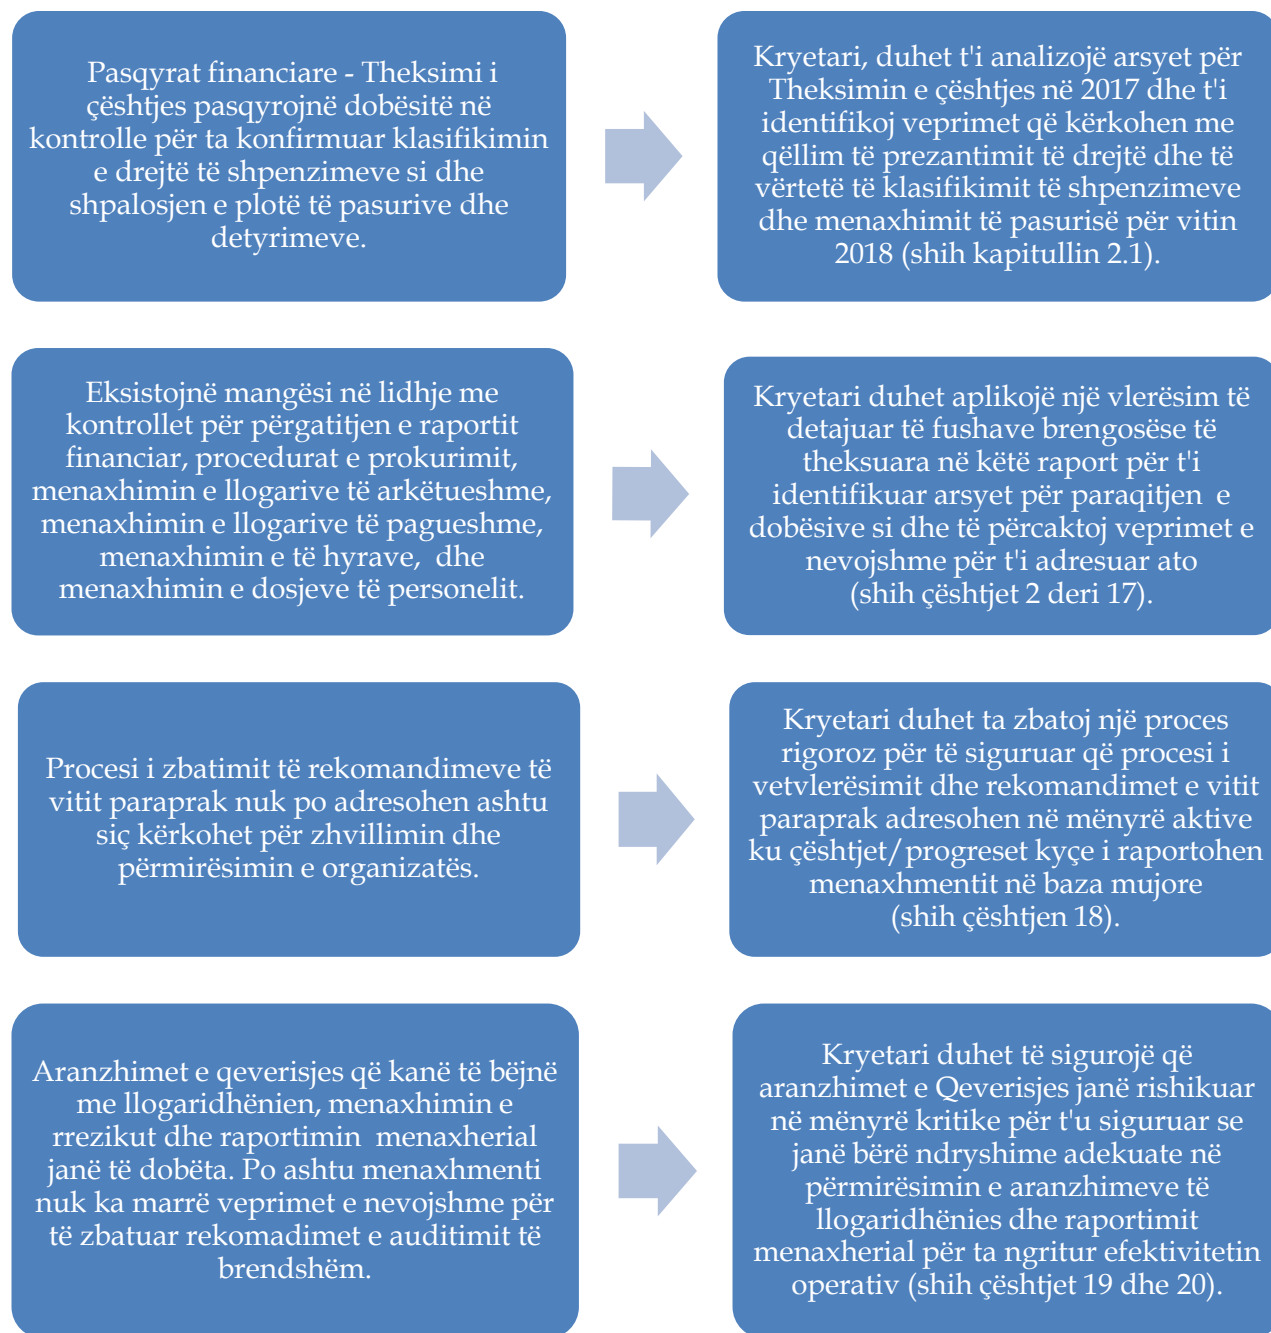 Pasqyrat financiare - Theksimi i
çështjes pasqyrojnë dobësitë në
kontrolle për ta konfirmuar klasifikimin
e drejtë të shpenzimeve si dhe
shpalosjen e plotë të pasurive dhe
detyrimeve.
Kryetari, duhet t'i analizojë arsyet për
Theksimin e çështjes në 2017 dhe t'i
identifikoj veprimet që kërkohen me
qëllim të prezantimit të drejtë dhe të
vërtetë të klasifikimit të shpenzimeve
dhe menaxhimit të pasurisë për vitin
2018 (shih kapitullin 2.1).
Eksistojnë mangësi në lidhje me
kontrollet për përgatitjen e raportit
financiar, procedurat e prokurimit,
menaxhimin e llogarive të arkëtueshme,
menaxhimin e llogarive të pagueshme,
menaxhimin e të hyrave, dhe
menaxhimin e dosjeve të personelit.
Kryetari duhet aplikojë një vlerësim të
detajuar të fushave brengosëse të
theksuara në këtë raport për t'i
identifikuar arsyet për paraqitjen e
dobësive si dhe të përcaktoj veprimet e
nevojshme për t'i adresuar ato
(shih çështjet 2 deri 17).
Procesi i zbatimit të rekomandimeve të
vitit paraprak nuk po adresohen ashtu
siç kërkohet për zhvillimin dhe
përmirësimin e organizatës.
Kryetari duhet ta zbatoj një proces
rigoroz për të siguruar që procesi i
vetvlerësimit dhe rekomandimet e vitit
paraprak adresohen në mënyrë aktive
ku çështjet/progreset kyçe i raportohen
menaxhmentit në baza mujore
(shih çështjen 18).
Aranzhimet e qeverisjes që kanë të bëjnë
me llogaridhënien, menaxhimin e
rrezikut dhe raportimin menaxherial
janë të dobëta. Po ashtu menaxhmenti
nuk ka marrë veprimet e nevojshme për
të zbatuar rekomadimet e auditimit të
brendshëm.
Kryetari duhet të sigurojë që
aranzhimet e Qeverisjes janë rishikuar
në mënyrë kritike për t'u siguruar se
janë bërë ndryshime adekuate në
përmirësimin e aranzhimeve të
llogaridhënies dhe raportimit
menaxherial për ta ngritur efektivitetin
operativ (shih çështjet 19 dhe 20).